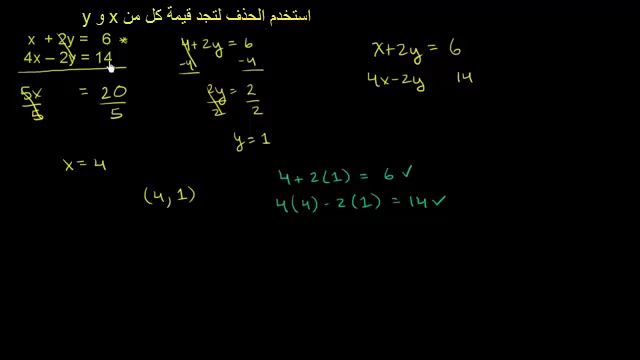 استخدم الحذف لتجد قيمة كل من x و y
x + 2y = 6 *
4x − 2y = 14
5x = 20
5 5
x = 4
(4, 1)
4 + 2y = 6
-4 -4
2y = 2
2 2
y = 1
4 + 2(1) = 6 ✓
4(4) - 2(1) = 14 ✓
x + 2y = 6
4x - 2y 14